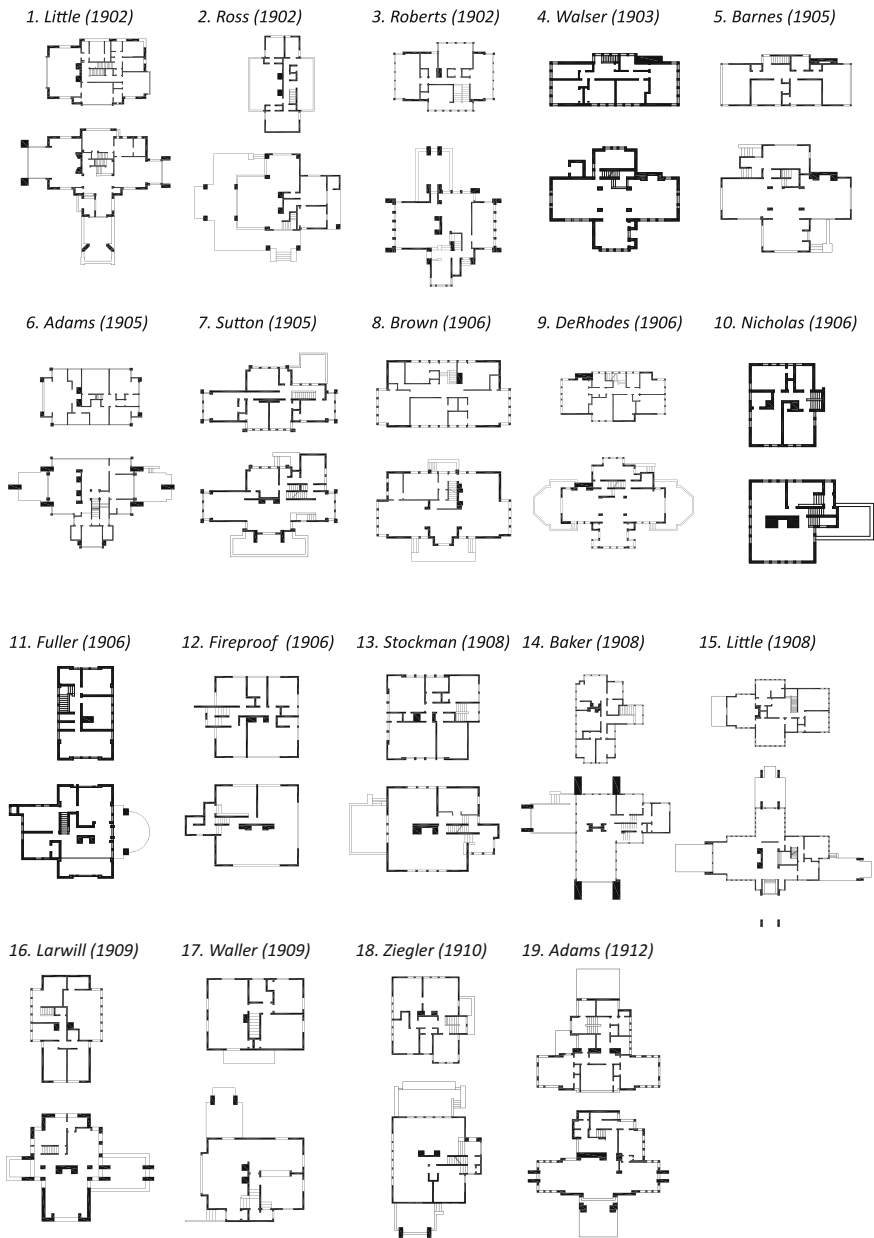 1. Little (1902)
2. Ross (1902)
3. Roberts (1902)
4. Walser (1903)
5. Barnes (1905)
6. Adams (1905)
7. Sutton (1905)
8. Brown (1906)
9. DeRhodes (1906)
10. Nicholas (1906)
11. Fuller (1906)
12. Fireproof (1906)
13. Stockman (1908)
14. Baker (1908)
15. Little (1908)
16. Larwill (1909)
17. Waller (1909)
18. Ziegler (1910)
19. Adams (1912)